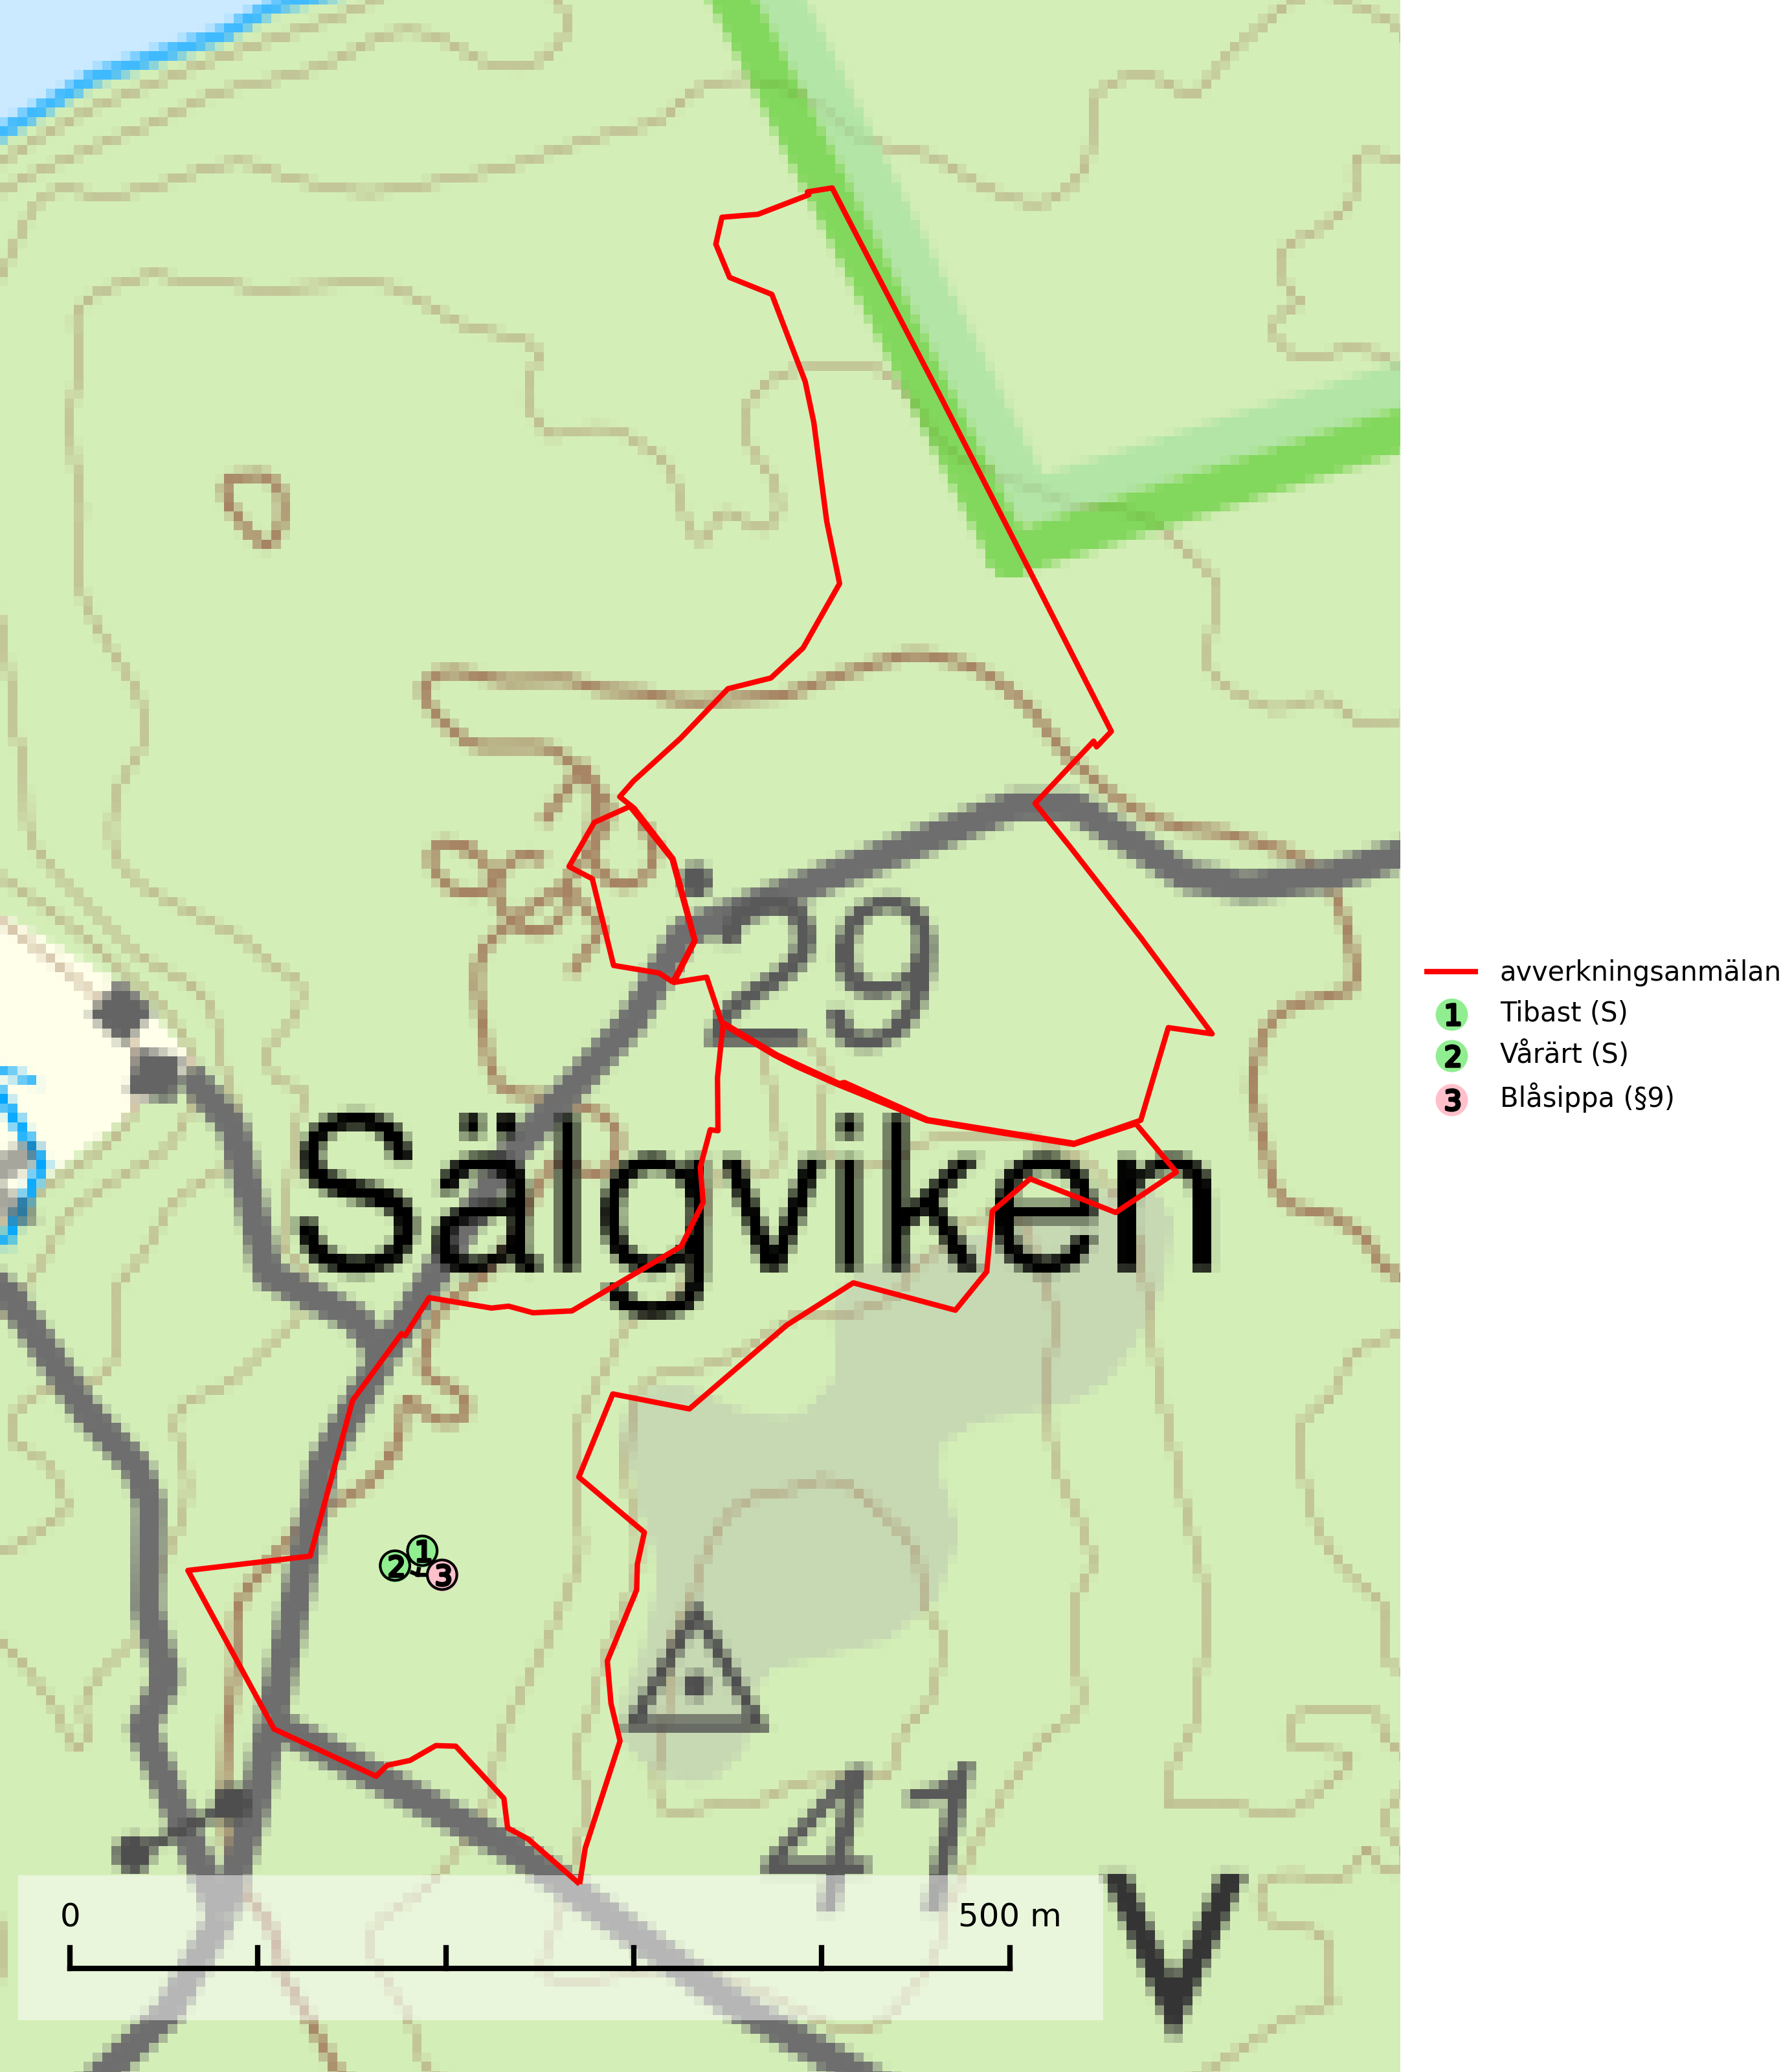 29
Sälgviken
1
2
3
41
V
0
500 m
avverkningsanmälan
1 Tibast (S)
2 Vårärt (S)
3 Blåsippa (§9)